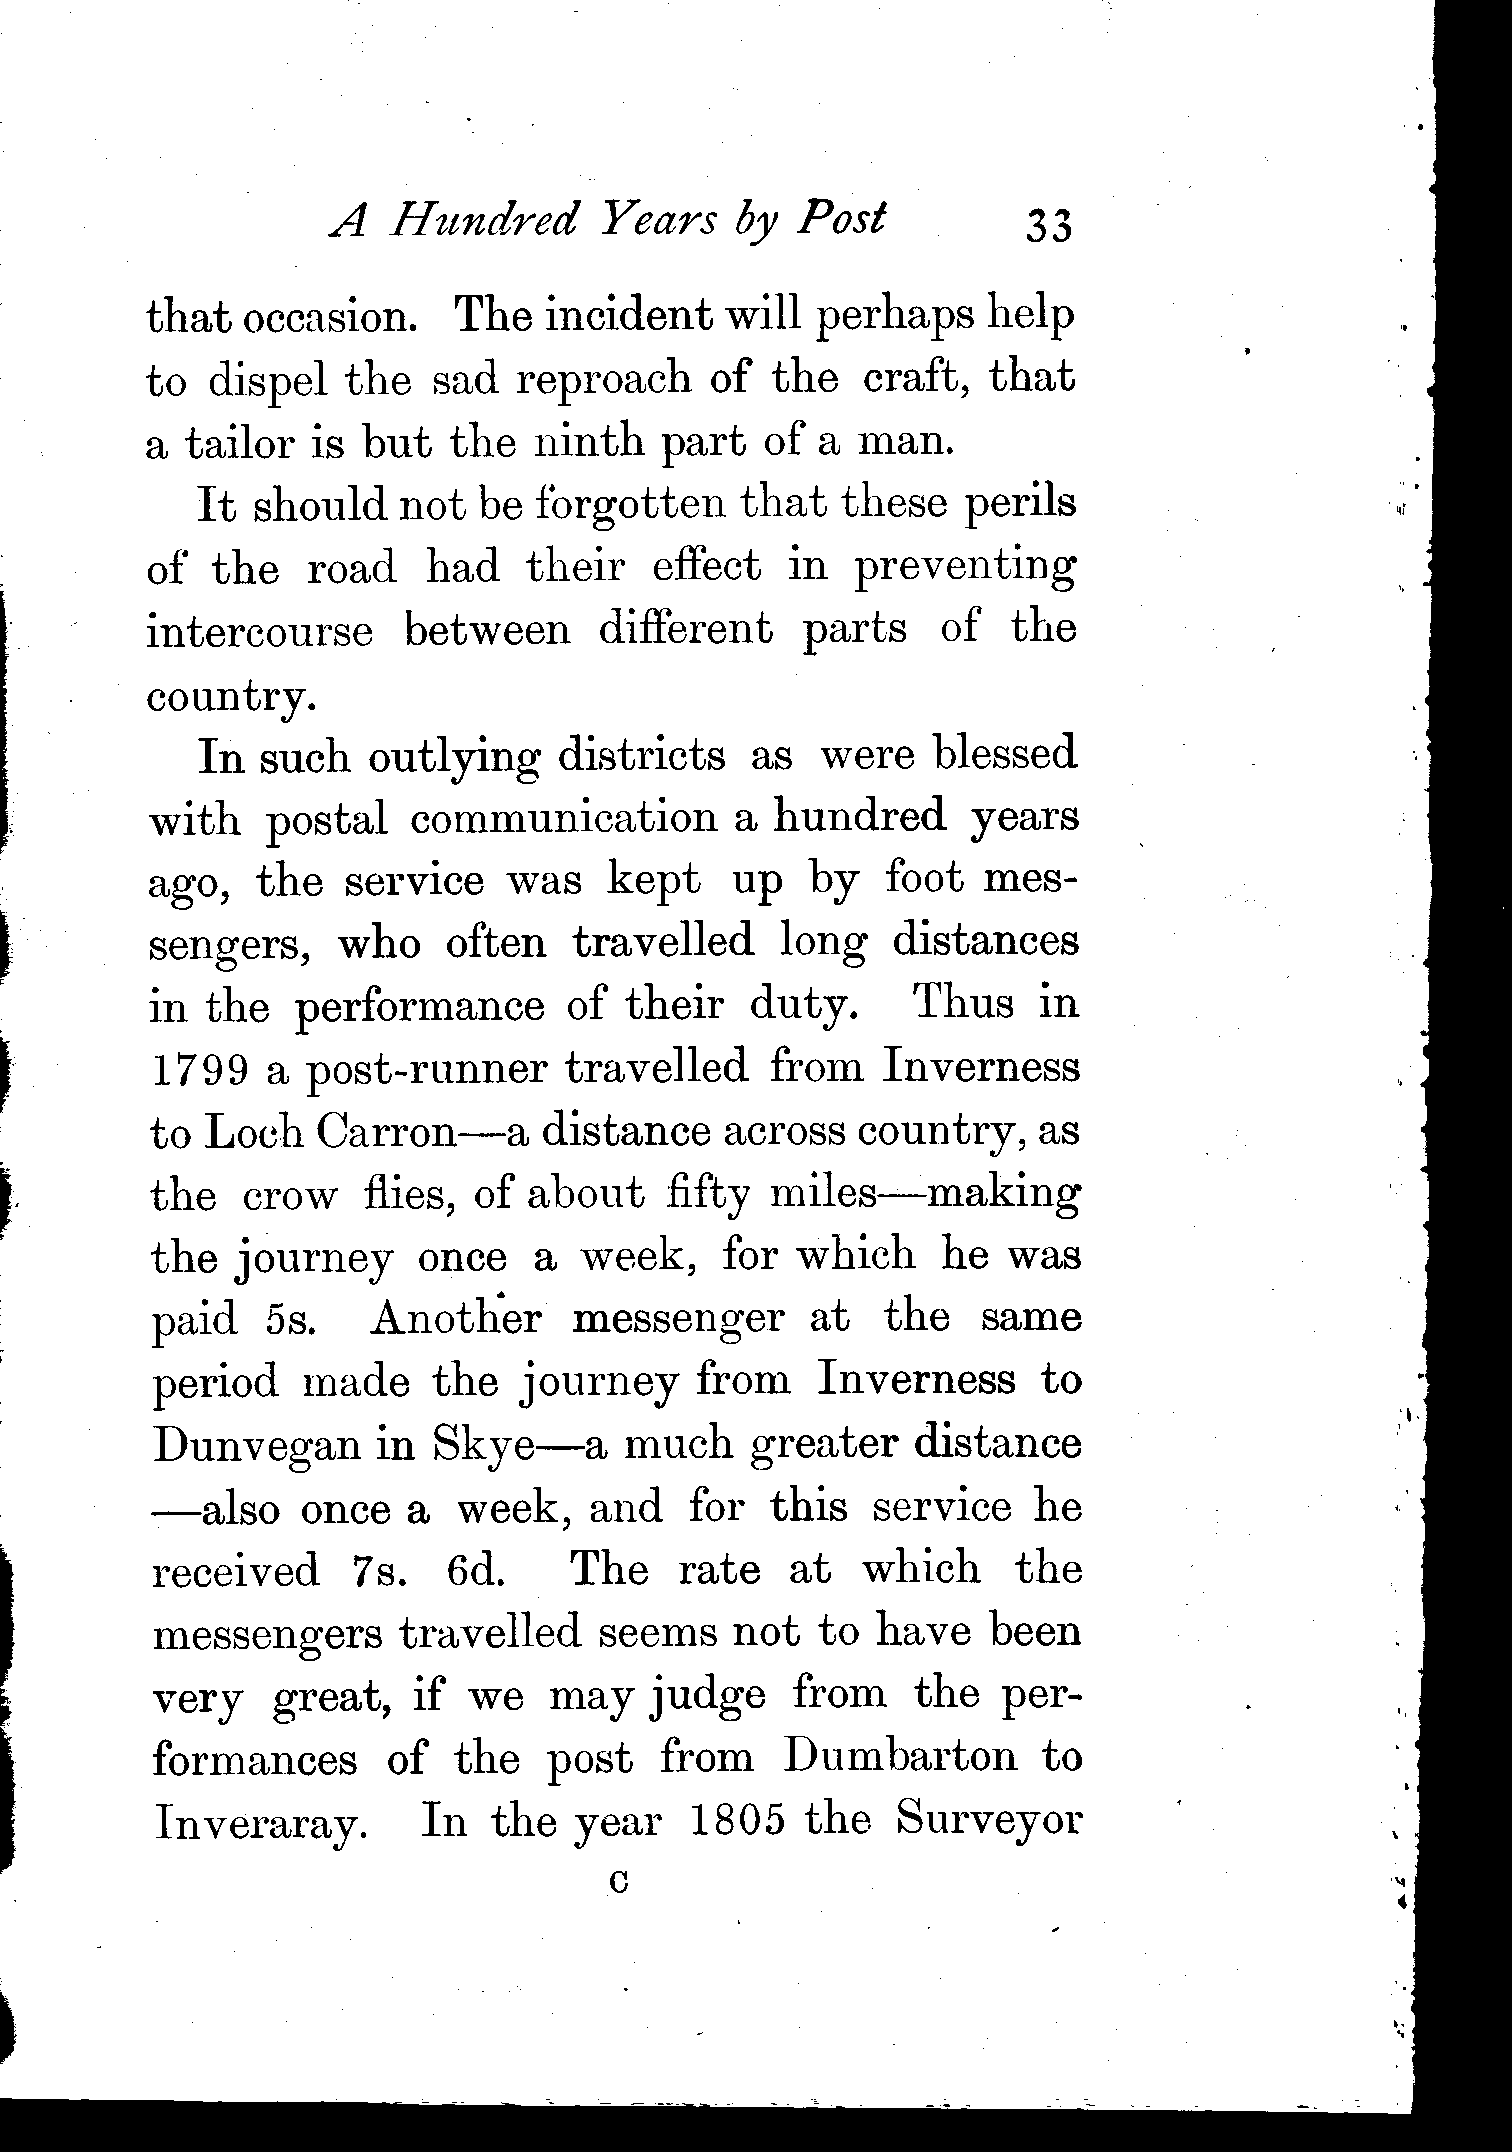 A Hundred Years by Post 33
that occasion. The incident will perhaps help
to dispel the sad reproach of the craft, that
a tailor is but the ninth part of a man.
It should not be forgotten that these perils
of the road had their effect in preventing
intercourse between different parts of the
country.
In such outlying districts as were blessed
with postal communication a hundred years
ago, the service was kept up by foot mes-
sengers, who often travelled long distances
in the performance of their duty. Thus in
1799 a post-runner travelled from Inverness
to Loch Carron—a distance across country, as
the crow flies, of about fifty miles—making
the journey once a week, for which he was
paid 5s. Another messenger at the same
period made the journey from Inverness to
Dunvegan in Skye—a much greater distance
—also once a week, and for this service he
received 7s. 6d. The rate at which the
messengers travelled seems not to have been
very great, if we may judge from the per-
formances of the post from Dumbarton to
Inveraray. In the year 1805 the Surveyor
C